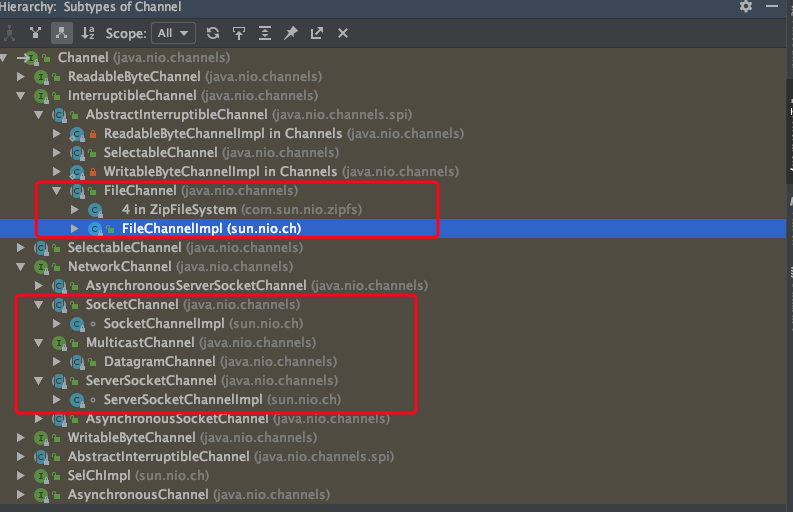 Hierarchy: Subtypes of Channel
Scope: All
Channel (java.nio.channels)
ReadableByteChannel (java.nio.channels)
InterruptibleChannel (java.nio.channels)
AbstractInterruptibleChannel (java.nio.channels.spi)
ReadableByteChannelImpl in Channels (java.nio.channels)
SelectableChannel (java.nio.channels)
WritableByteChannelImpl in Channels (java.nio.channels)
FileChannel (java.nio.channels)
4 in ZipFileSystem (com.sun.nio.zipfs)
FileChannelImpl (sun.nio.ch)
SelectableChannel (java.nio.channels)
NetworkChannel (java.nio.channels)
AsynchronousServerSocketChannel (java.nio.channels)
SocketChannel (java.nio.channels)
SocketChannelImpl (sun.nio.ch)
MulticastChannel (java.nio.channels)
DatagramChannel (java.nio.channels)
ServerSocketChannel (java.nio.channels)
ServerSocketChannelImpl (sun.nio.ch)
AsynchronousSocketChannel (java.nio.channels)
WritableByteChannel (java.nio.channels)
AbstractInterruptibleChannel (java.nio.channels.spi)
SelChImpl (sun.nio.ch)
AsynchronousChannel (java.nio.channels)